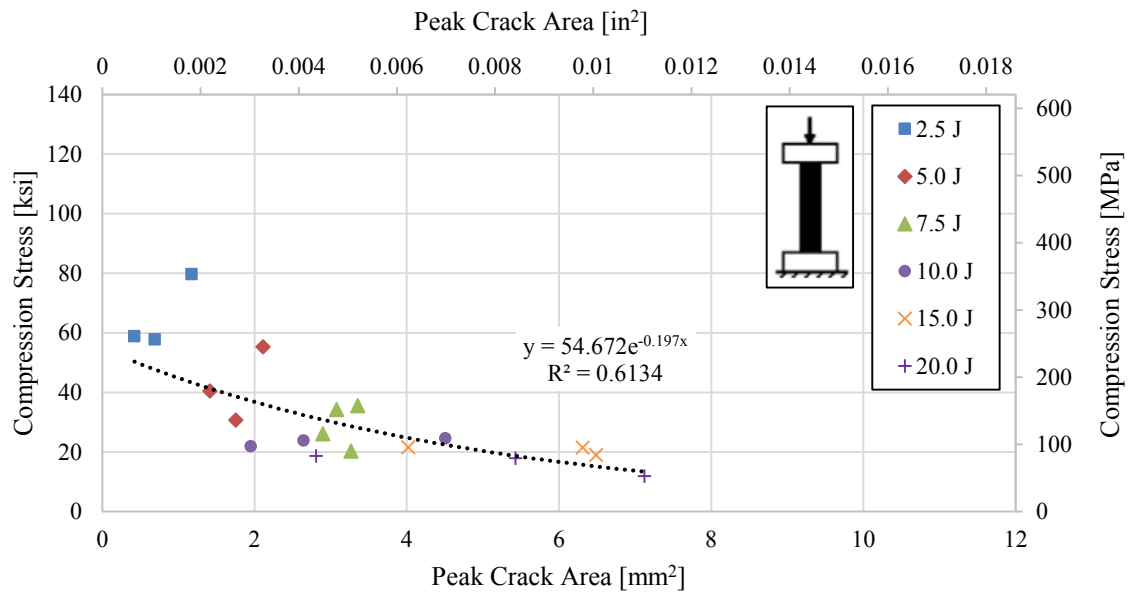 Peak Crack Area [in²]
0 0.002 0.004 0.006 0.008 0.01 0.012 0.014 0.016 0.018
Compression Stress [ksi]
140
120
100
80
60
40
20
0
600
500
400
300
200
100
0
Compression Stress [MPa]
2.5 J
5.0 J
7.5 J
10.0 J
15.0 J
20.0 J
y = 54.672e⁻⁰·¹⁹⁷ˣ
R² = 0.6134
0 2 4 6 8 10 12
Peak Crack Area [mm²]